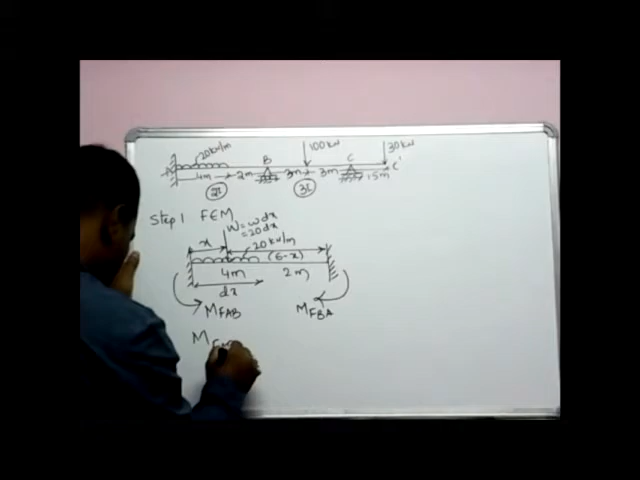 20kN/m 100kN 30kN
A B C C'
4m 2m 3m 3m 1.5m
2I 3I
Step 1 FEM
W = wdx
= 20dx
x 20kN/m
(6-x)
4m 2m
dx
MFAB MFBA
MFAB